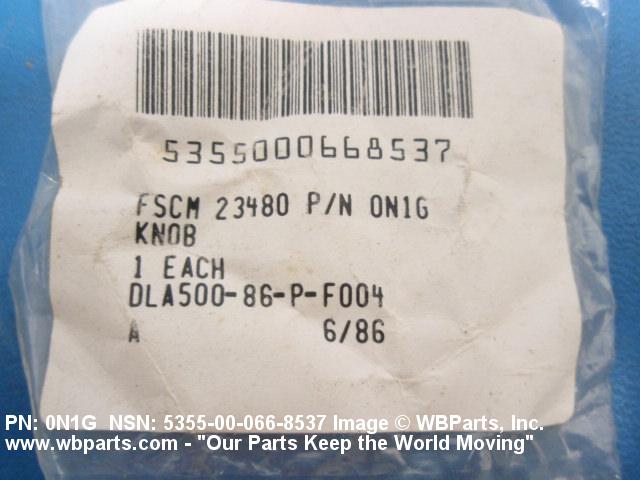 5355000668537
FSCM 23480 P/N 0N1G
KNOB
1 EACH
DLA500-86-P-F004
A 6/86
PN: 0N1G NSN: 5355-00-066-8537 Image © WBParts, Inc.
www.wbparts.com - "Our Parts Keep the World Moving"